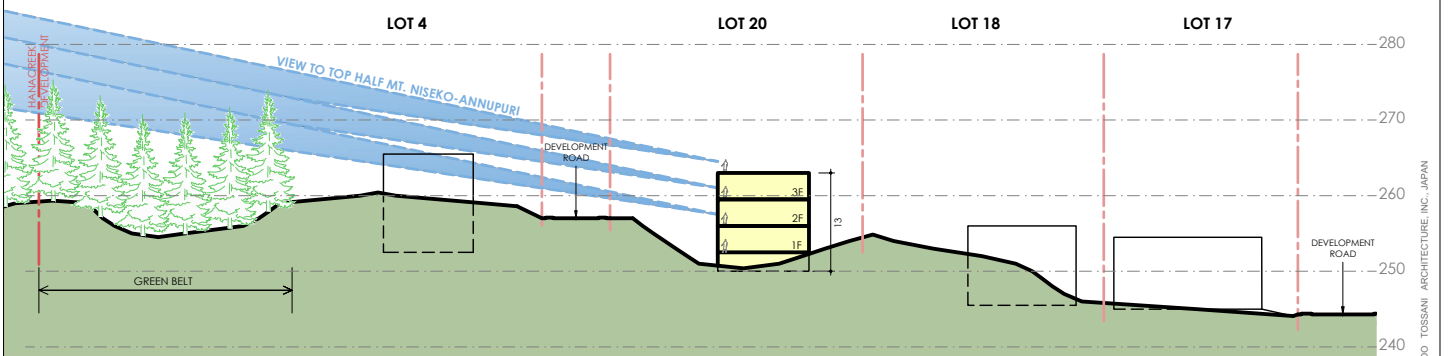 LOT 4
LOT 20
LOT 18
LOT 17
280
HANACREEK
DEVELOPMENT
VIEW TO TOP HALF MT. NISEKO-ANNUPURI
270
DEVELOPMENT
ROAD
260
3F
2F
13
1F
DEVELOPMENT
ROAD
250
GREEN BELT
240
TOSSANI ARCHITECTURE, INC., JAPAN